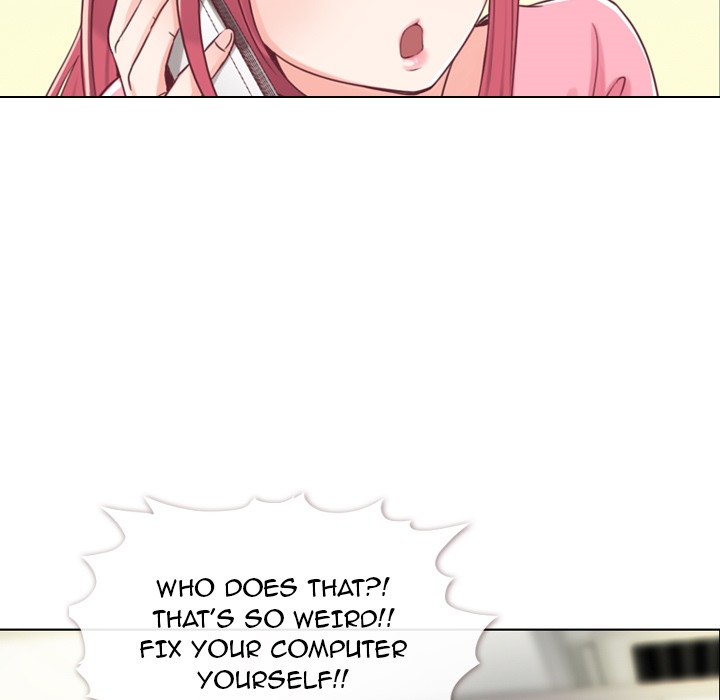 WHO DOES THAT?!
THAT'S SO WEIRD!!
FIX YOUR COMPUTER
YOURSELF!!